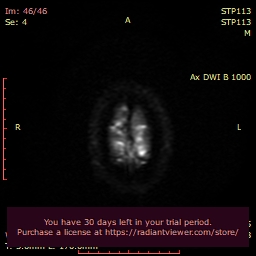 Im: 46/46
Se: 4
A
STP113
STP113
M
Ax DWI B 1000
R
L
You have 30 days left in your trial period.
Purchase a license at https://radiantviewer.com/store/